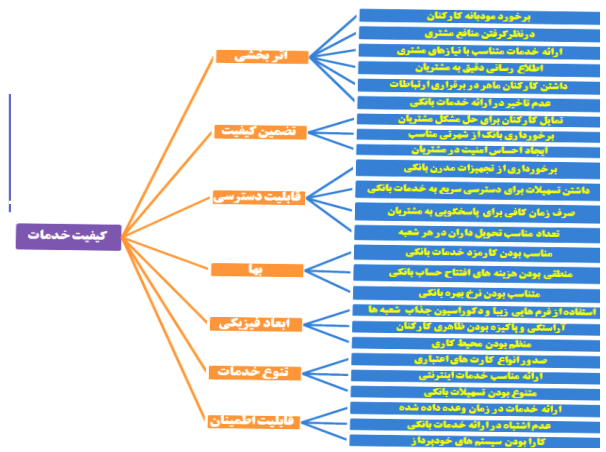 کیفیت خدمات
اثر بخشی
برخورد مودبانه کارکنان
درنظرگرفتن منافع مشتری
ارائه خدمات متناسب با نیازهای مشتری
اطلاع رسانی دقیق به مشتریان
داشتن کارکنان ماهر در برقراری ارتباطات
عدم تاخیر در ارائه خدمات بانکی
تضمین کیفیت
تمایل کارکنان برای حل مشکل مشتریان
برخورداری بانک از شهرتی مناسب
ایجاد احساس امنیت در مشتریان
قابلیت دسترسی
برخورداری از تجهیزات مدرن بانکی
داشتن تسهیلات برای دسترسی سریع به خدمات بانکی
صرف زمان کافی برای پاسخگویی به مشتریان
تعداد مناسب تحویل داران در هر شعبه
بها
مناسب بودن کارمزد خدمات بانکی
منطقی بودن هزینه های افتتاح حساب بانکی
متناسب بودن نرخ بهره بانکی
ابعاد فیزیکی
استفاده از فرم هایی زیبا و دکوراسیون جذاب شعبه ها
آراستگی و پاکیزه بودن ظاهری کارکنان
منظم بودن محیط کاری
تنوع خدمات
صدور انواع کارت های اعتباری
ارائه مناسب خدمات اینترنتی
متنوع بودن تسهیلات بانکی
قابلیت اطمینان
ارائه خدمات در زمان وعده داده شده
عدم اشتباه در ارائه خدمات بانکی
کارا بودن سیستم های خودپرداز